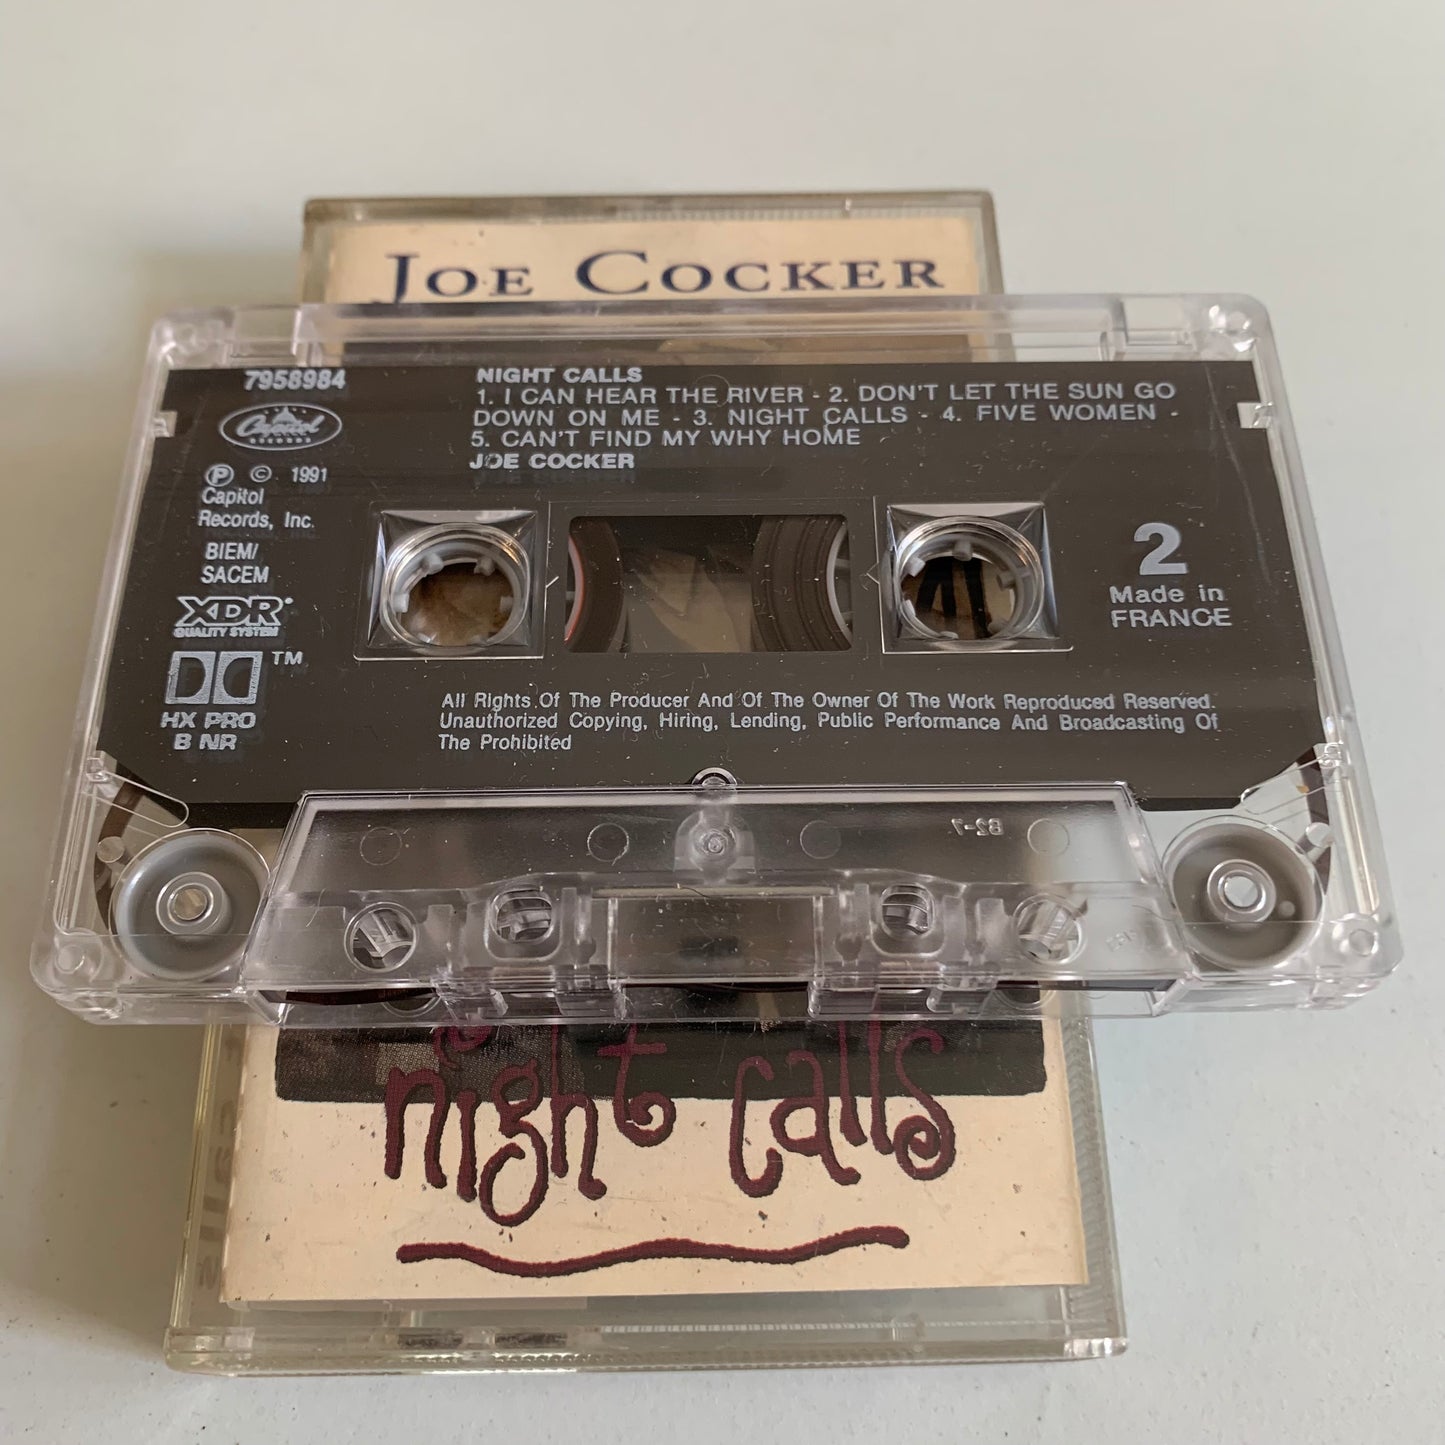 JOE COCKER
7958984
NIGHT CALLS
1. I CAN HEAR THE RIVER - 2. DON'T LET THE SUN GO
DOWN ON ME - 3. NIGHT CALLS - 4. FIVE WOMEN -
5. CAN'T FIND MY WHY HOME
JOE COCKER
Capitol
RECORDS
℗ © 1991
Capitol
Records, Inc.
BIEM/
SACEM
XDR
QUALITY SYSTEM
TM
HX PRO
B NR
2
Made in
FRANCE
All Rights Of The Producer And Of The Owner Of The Work Reproduced Reserved.
Unauthorized Copying, Hiring, Lending, Public Performance And Broadcasting Of
The Prohibited
B2-7
night calls